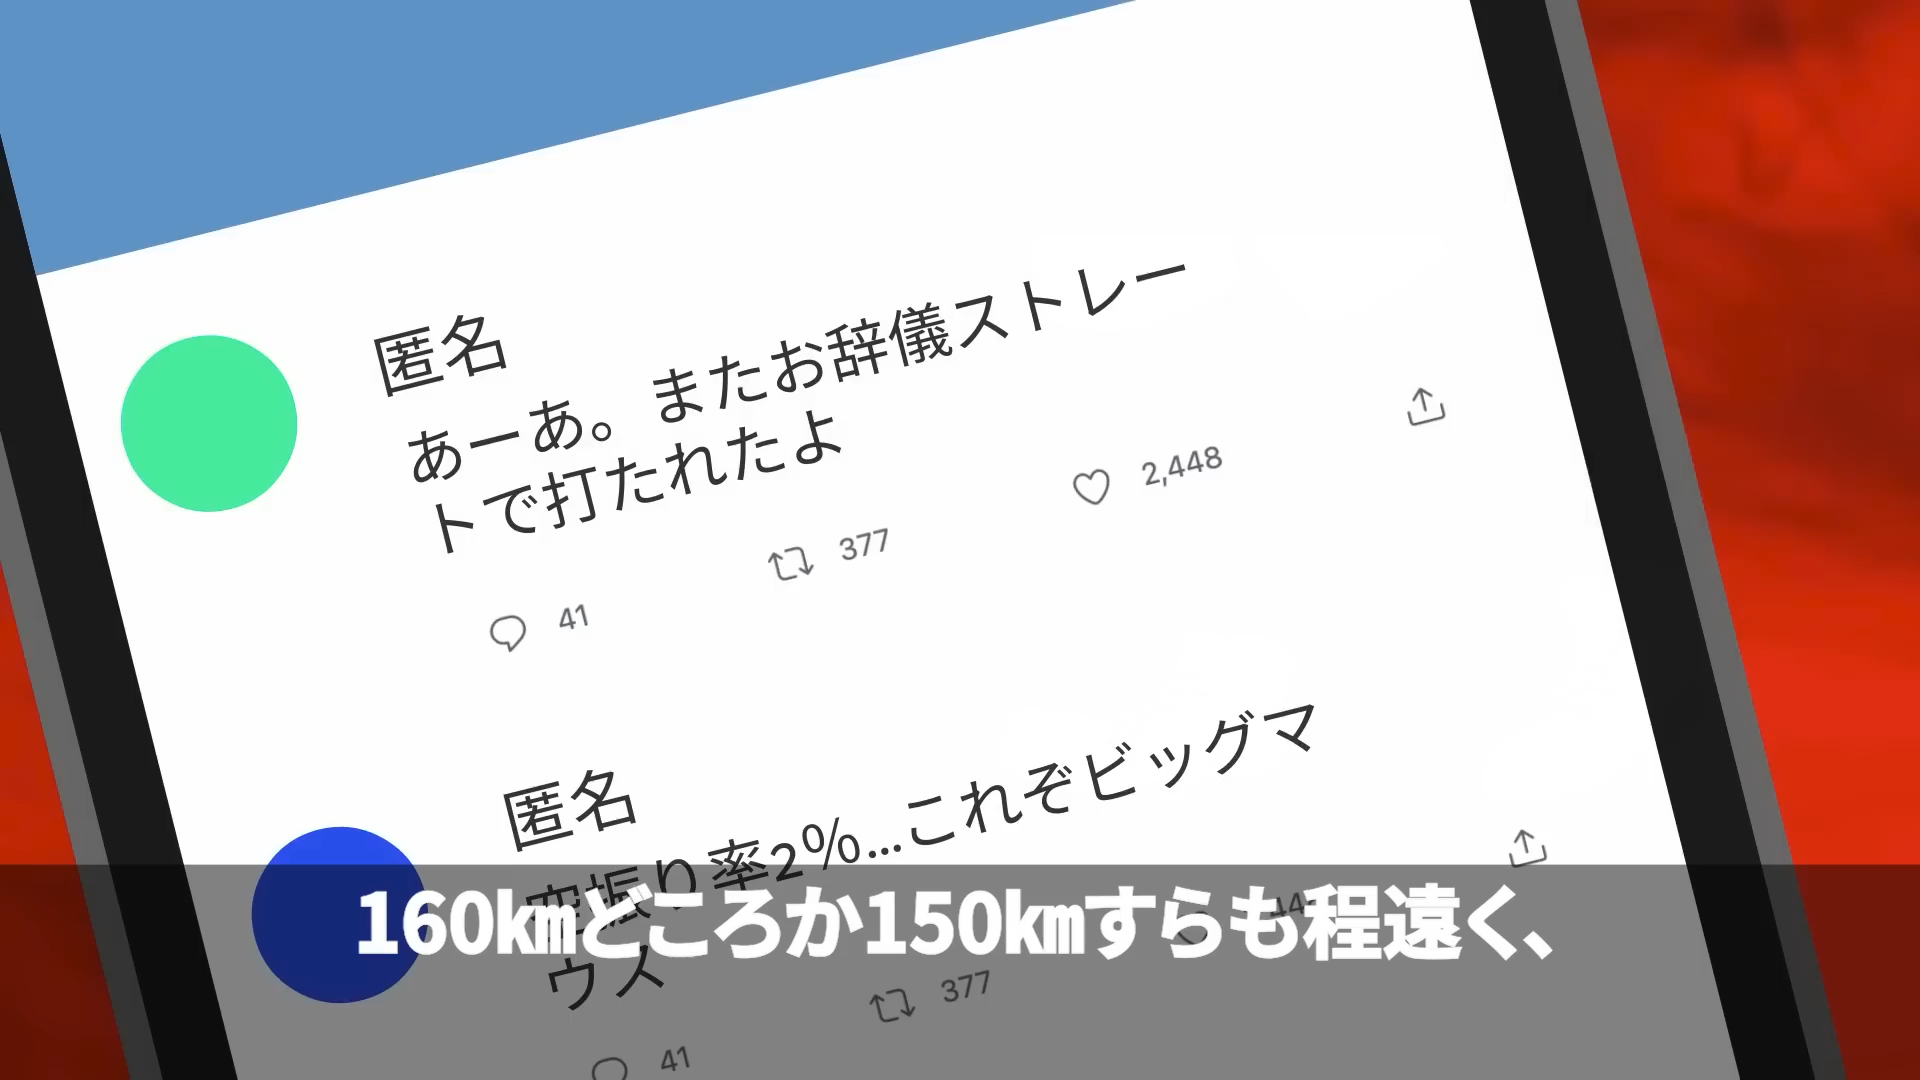 匿名
あーあ。またお辞儀ストレー
トで打たれたよ
41
377
2,448
匿名
空振り率2％…これぞビッグマ
ウス
160㎞どころか150㎞すらも程遠く、
377
41